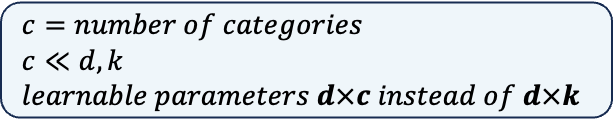 c = number of categories
c ≪ d, k
learnable parameters d×c instead of d×k